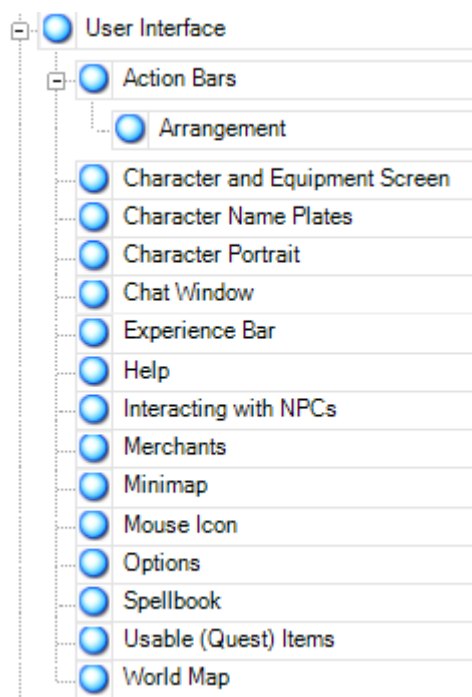 User Interface
Action Bars
Arrangement
Character and Equipment Screen
Character Name Plates
Character Portrait
Chat Window
Experience Bar
Help
Interacting with NPCs
Merchants
Minimap
Mouse Icon
Options
Spellbook
Usable (Quest) Items
World Map